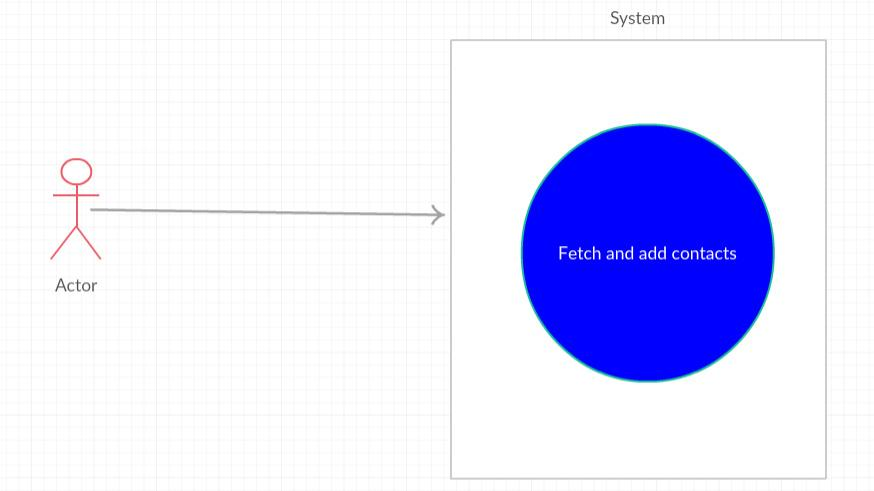 System
Fetch and add contacts
Actor